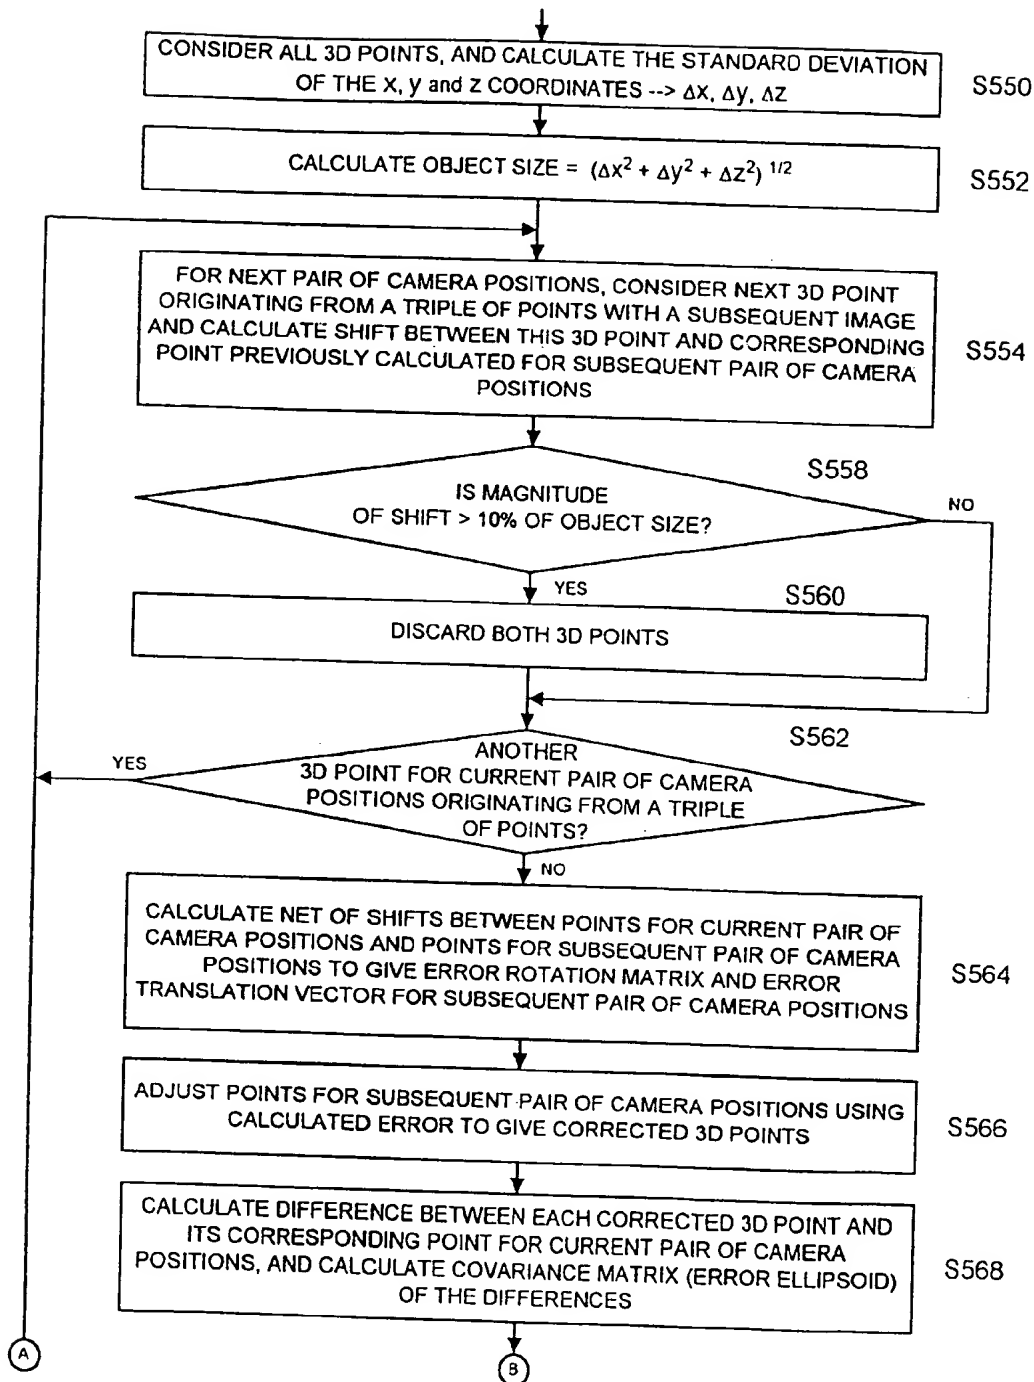 CONSIDER ALL 3D POINTS, AND CALCULATE THE STANDARD DEVIATION
OF THE x, y and z COORDINATES --> Δx, Δy, Δz
S550
CALCULATE OBJECT SIZE = (Δx² + Δy² + Δz²) 1/2
S552
FOR NEXT PAIR OF CAMERA POSITIONS, CONSIDER NEXT 3D POINT
ORIGINATING FROM A TRIPLE OF POINTS WITH A SUBSEQUENT IMAGE
AND CALCULATE SHIFT BETWEEN THIS 3D POINT AND CORRESPONDING
POINT PREVIOUSLY CALCULATED FOR SUBSEQUENT PAIR OF CAMERA
POSITIONS
S554
S558
IS MAGNITUDE
OF SHIFT > 10% OF OBJECT SIZE?
NO
YES
S560
DISCARD BOTH 3D POINTS
S562
YES
ANOTHER
3D POINT FOR CURRENT PAIR OF CAMERA
POSITIONS ORIGINATING FROM A TRIPLE
OF POINTS?
NO
CALCULATE NET OF SHIFTS BETWEEN POINTS FOR CURRENT PAIR OF
CAMERA POSITIONS AND POINTS FOR SUBSEQUENT PAIR OF CAMERA
POSITIONS TO GIVE ERROR ROTATION MATRIX AND ERROR
TRANSLATION VECTOR FOR SUBSEQUENT PAIR OF CAMERA POSITIONS
S564
ADJUST POINTS FOR SUBSEQUENT PAIR OF CAMERA POSITIONS USING
CALCULATED ERROR TO GIVE CORRECTED 3D POINTS
S566
CALCULATE DIFFERENCE BETWEEN EACH CORRECTED 3D POINT AND
ITS CORRESPONDING POINT FOR CURRENT PAIR OF CAMERA
POSITIONS, AND CALCULATE COVARIANCE MATRIX (ERROR ELLIPSOID)
OF THE DIFFERENCES
S568
A
B